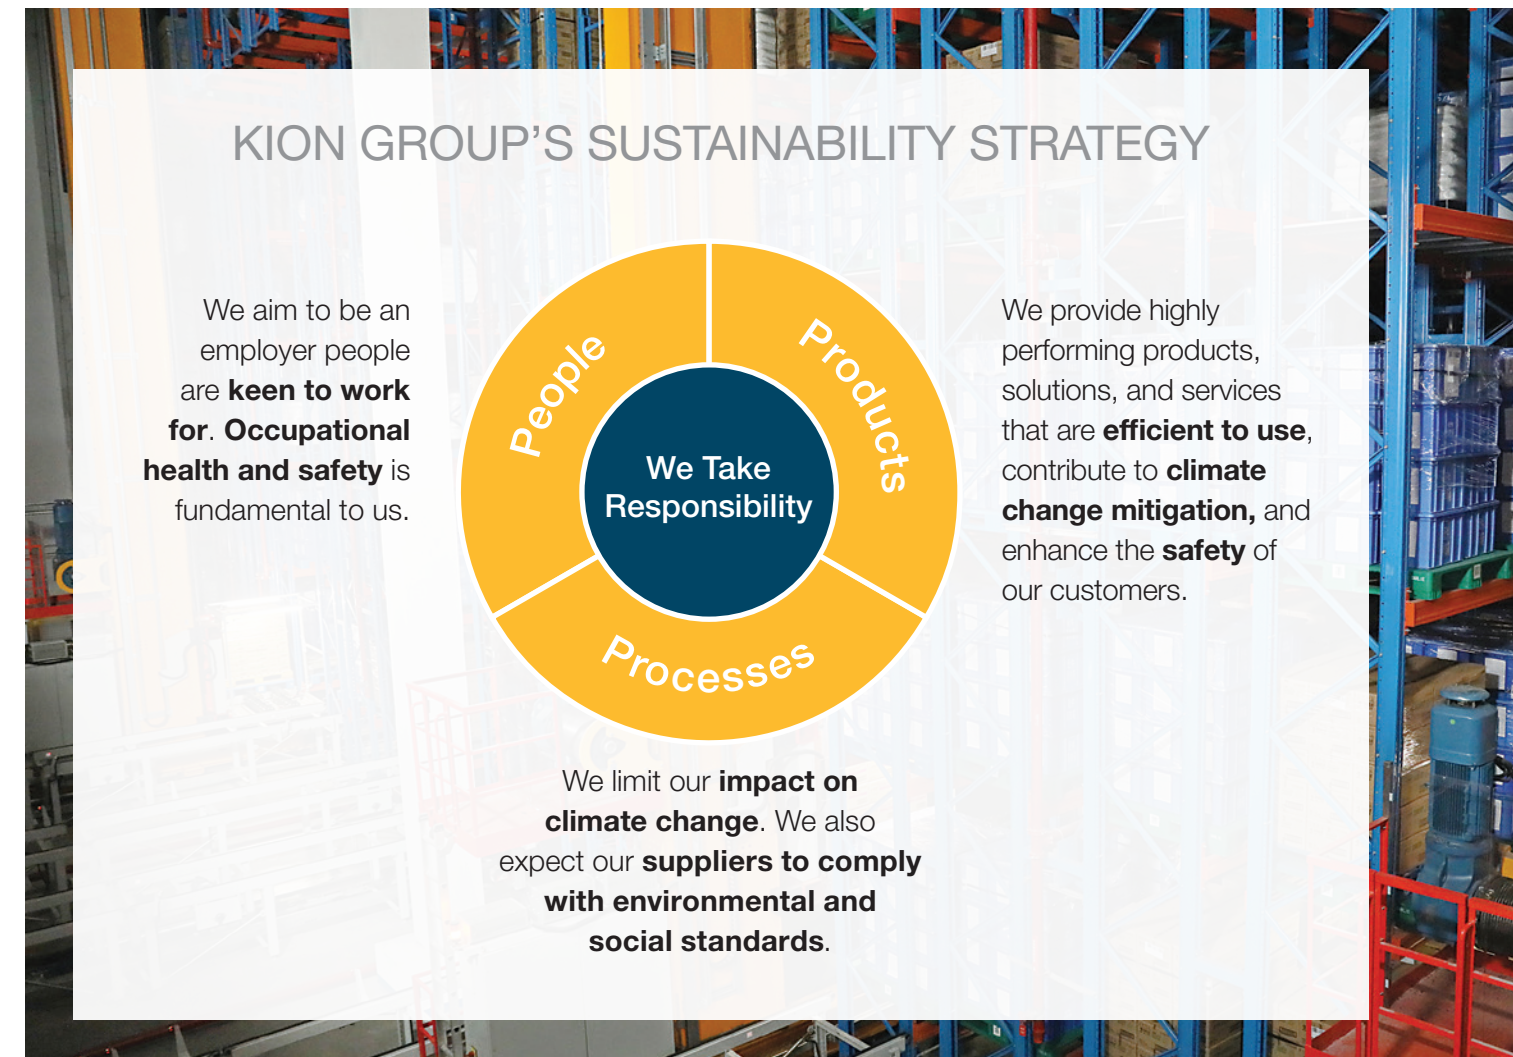 KION GROUP’S SUSTAINABILITY STRATEGY
We aim to be an
employer people
are keen to work
for. Occupational
health and safety is
fundamental to us.
People
Products
Processes
We Take
Responsibility
We provide highly
performing products,
solutions, and services
that are efficient to use,
contribute to climate
change mitigation, and
enhance the safety of
our customers.
We limit our impact on
climate change. We also
expect our suppliers to comply
with environmental and
social standards.